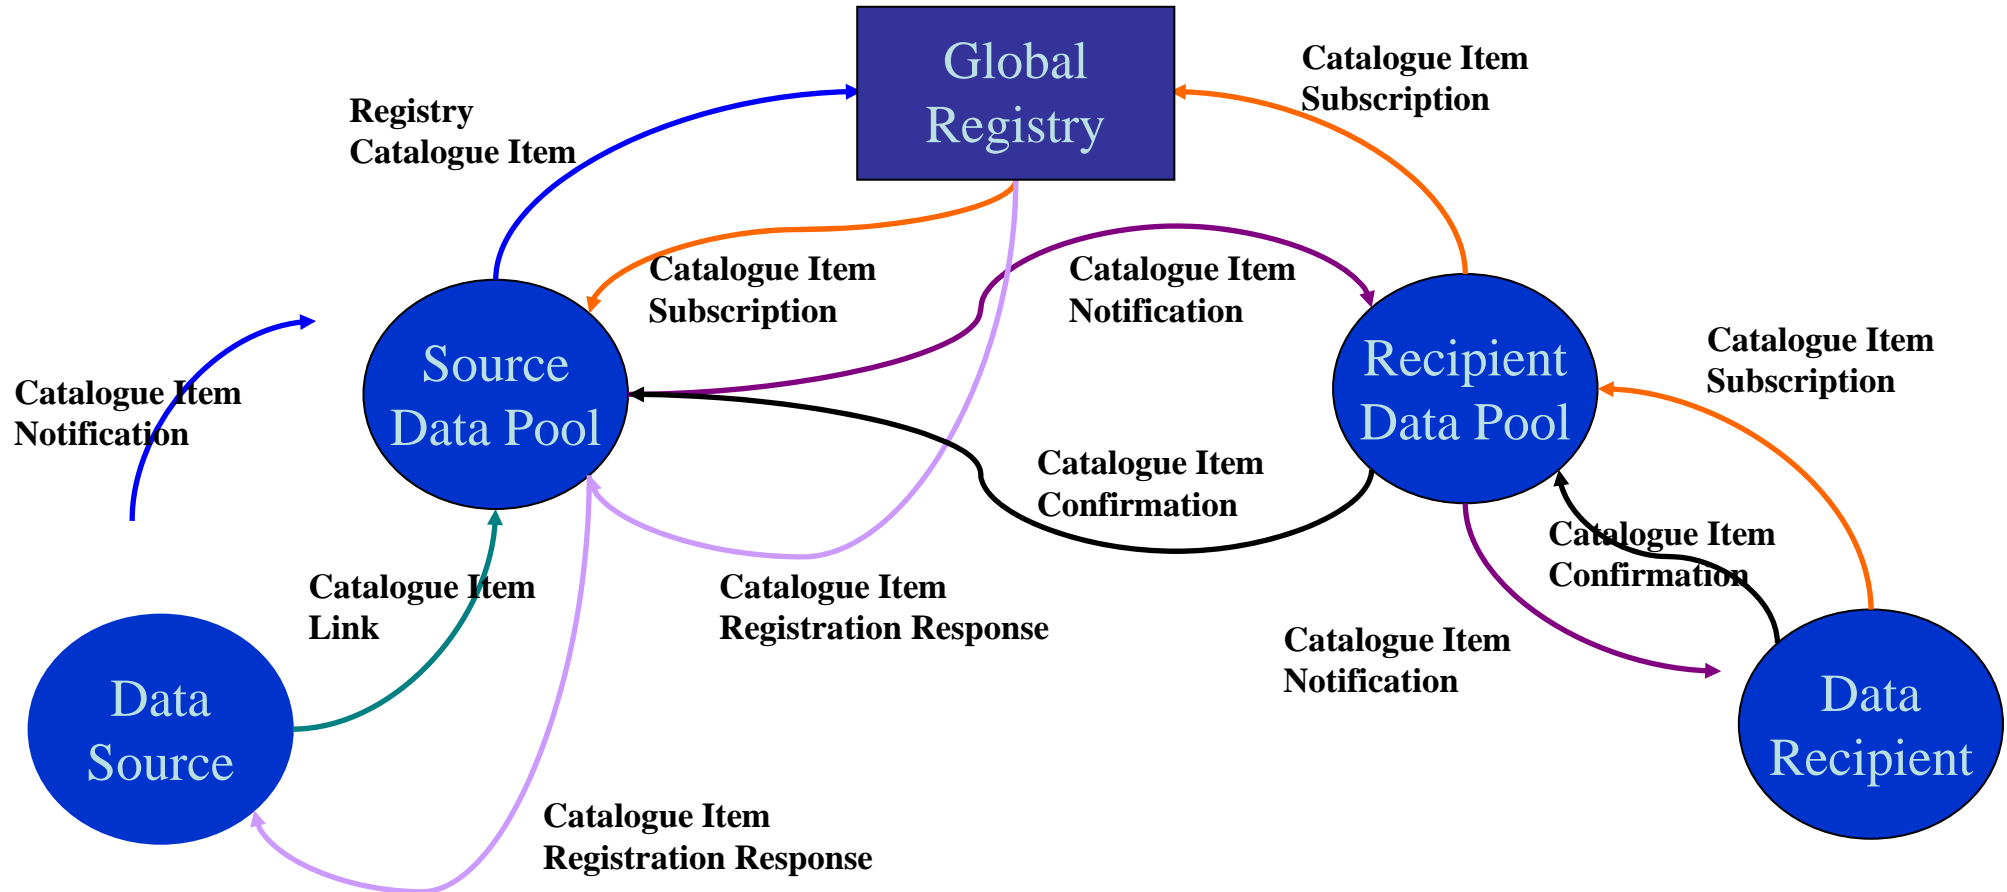 Global
Registry
Catalogue Item
Subscription
Registry
Catalogue Item
Catalogue Item
Subscription
Catalogue Item
Notification
Source
Data Pool
Recipient
Data Pool
Catalogue Item
Subscription
Catalogue Item
Notification
Catalogue Item
Confirmation
Catalogue Item
Confirmation
Catalogue Item
Link
Catalogue Item
Registration Response
Catalogue Item
Notification
Data
Source
Data
Recipient
Catalogue Item
Registration Response